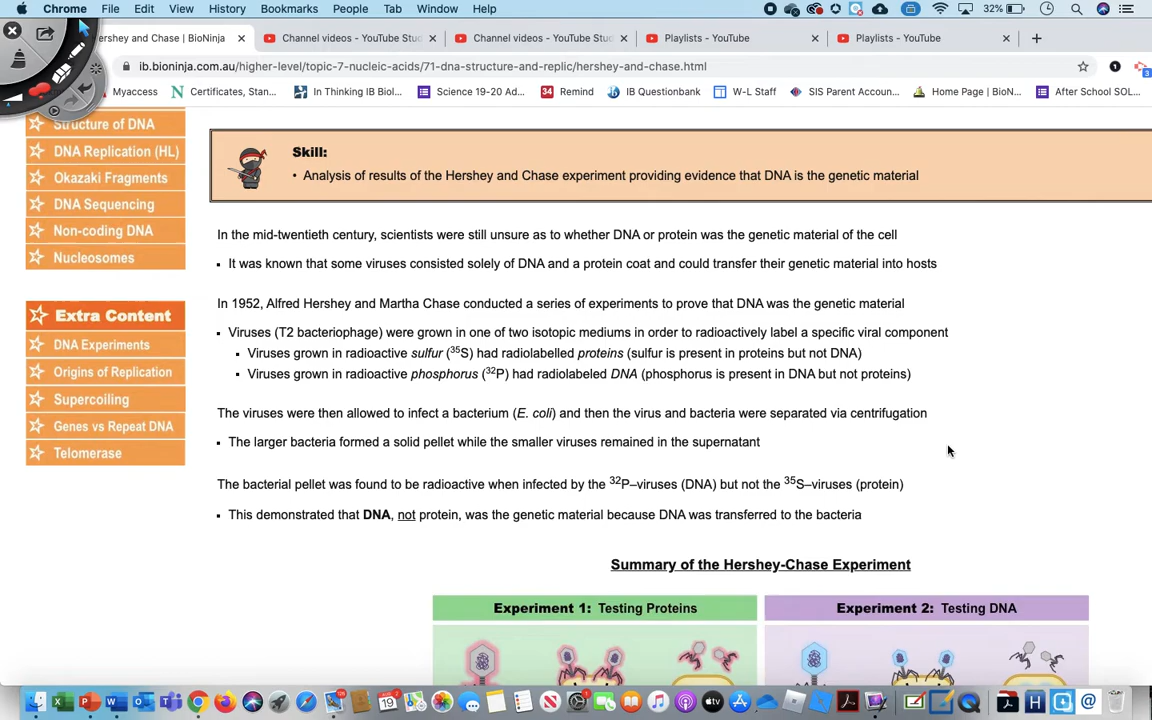 Chrome File Edit View History Bookmarks People Tab Window Help 32%
ershey and Chase | BioNinja Channel videos - YouTube Stud Channel videos - YouTube Stud Playlists - YouTube Playlists - YouTube
ib.bioninja.com.au/higher-level/topic-7-nucleic-acids/71-dna-structure-and-replic/hershey-and-chase.html
Myaccess Certificates, Stan... In Thinking IB Biol... Science 19-20 Ad... 34 Remind IB Questionbank W-L Staff SIS Parent Accoun... Home Page | BioN... After School SOL...
Structure of DNA
DNA Replication (HL)
Okazaki Fragments
DNA Sequencing
Non-coding DNA
Nucleosomes
Extra Content
DNA Experiments
Origins of Replication
Supercoiling
Genes vs Repeat DNA
Telomerase
Skill:
• Analysis of results of the Hershey and Chase experiment providing evidence that DNA is the genetic material
In the mid-twentieth century, scientists were still unsure as to whether DNA or protein was the genetic material of the cell
▪ It was known that some viruses consisted solely of DNA and a protein coat and could transfer their genetic material into hosts
In 1952, Alfred Hershey and Martha Chase conducted a series of experiments to prove that DNA was the genetic material
▪ Viruses (T2 bacteriophage) were grown in one of two isotopic mediums in order to radioactively label a specific viral component
▪ Viruses grown in radioactive sulfur (³⁵S) had radiolabelled proteins (sulfur is present in proteins but not DNA)
▪ Viruses grown in radioactive phosphorus (³²P) had radiolabeled DNA (phosphorus is present in DNA but not proteins)
The viruses were then allowed to infect a bacterium (E. coli) and then the virus and bacteria were separated via centrifugation
▪ The larger bacteria formed a solid pellet while the smaller viruses remained in the supernatant
The bacterial pellet was found to be radioactive when infected by the ³²P–viruses (DNA) but not the ³⁵S–viruses (protein)
▪ This demonstrated that DNA, not protein, was the genetic material because DNA was transferred to the bacteria
Summary of the Hershey-Chase Experiment
Experiment 1: Testing Proteins
Experiment 2: Testing DNA